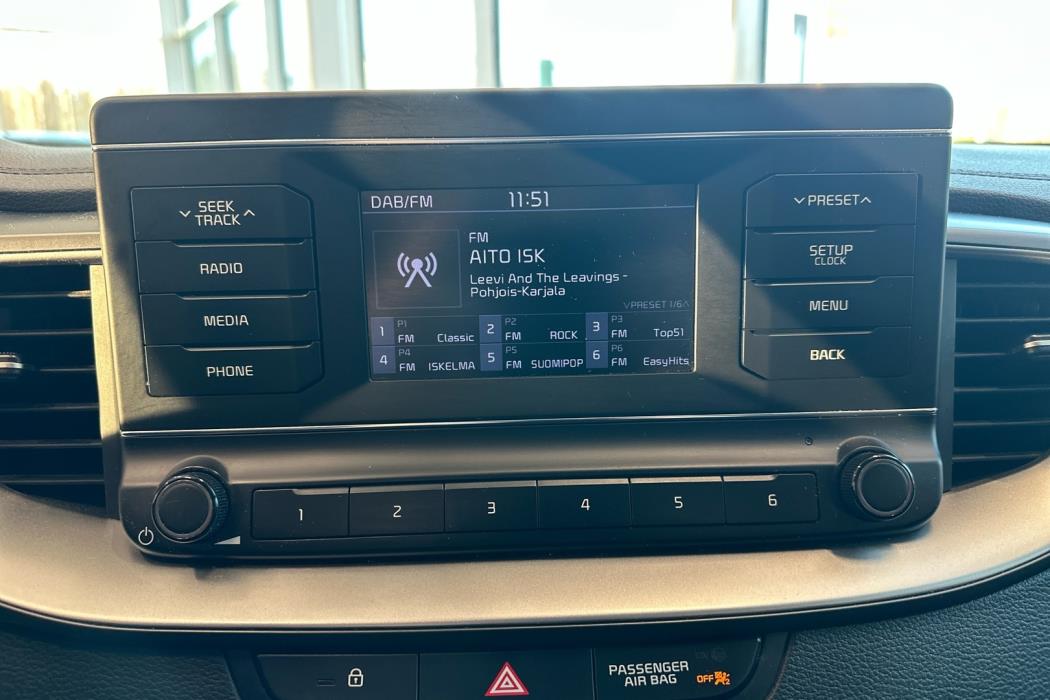 SEEK
TRACK
RADIO
MEDIA
PHONE
DAB/FM 11:51
FM
AITO ISK
Leevi And The Leavings -
Pohjois-Karjala
PRESET 1/6
1 P1 FM Classic
2 P2 FM ROCK
3 P3 FM Top51
4 P4 FM ISKELMA
5 P5 FM SUOMIPOP
6 P6 FM EasyHits
PRESET
SETUP
CLOCK
MENU
BACK
1 2 3 4 5 6
PASSENGER
AIR BAG
OFF 2